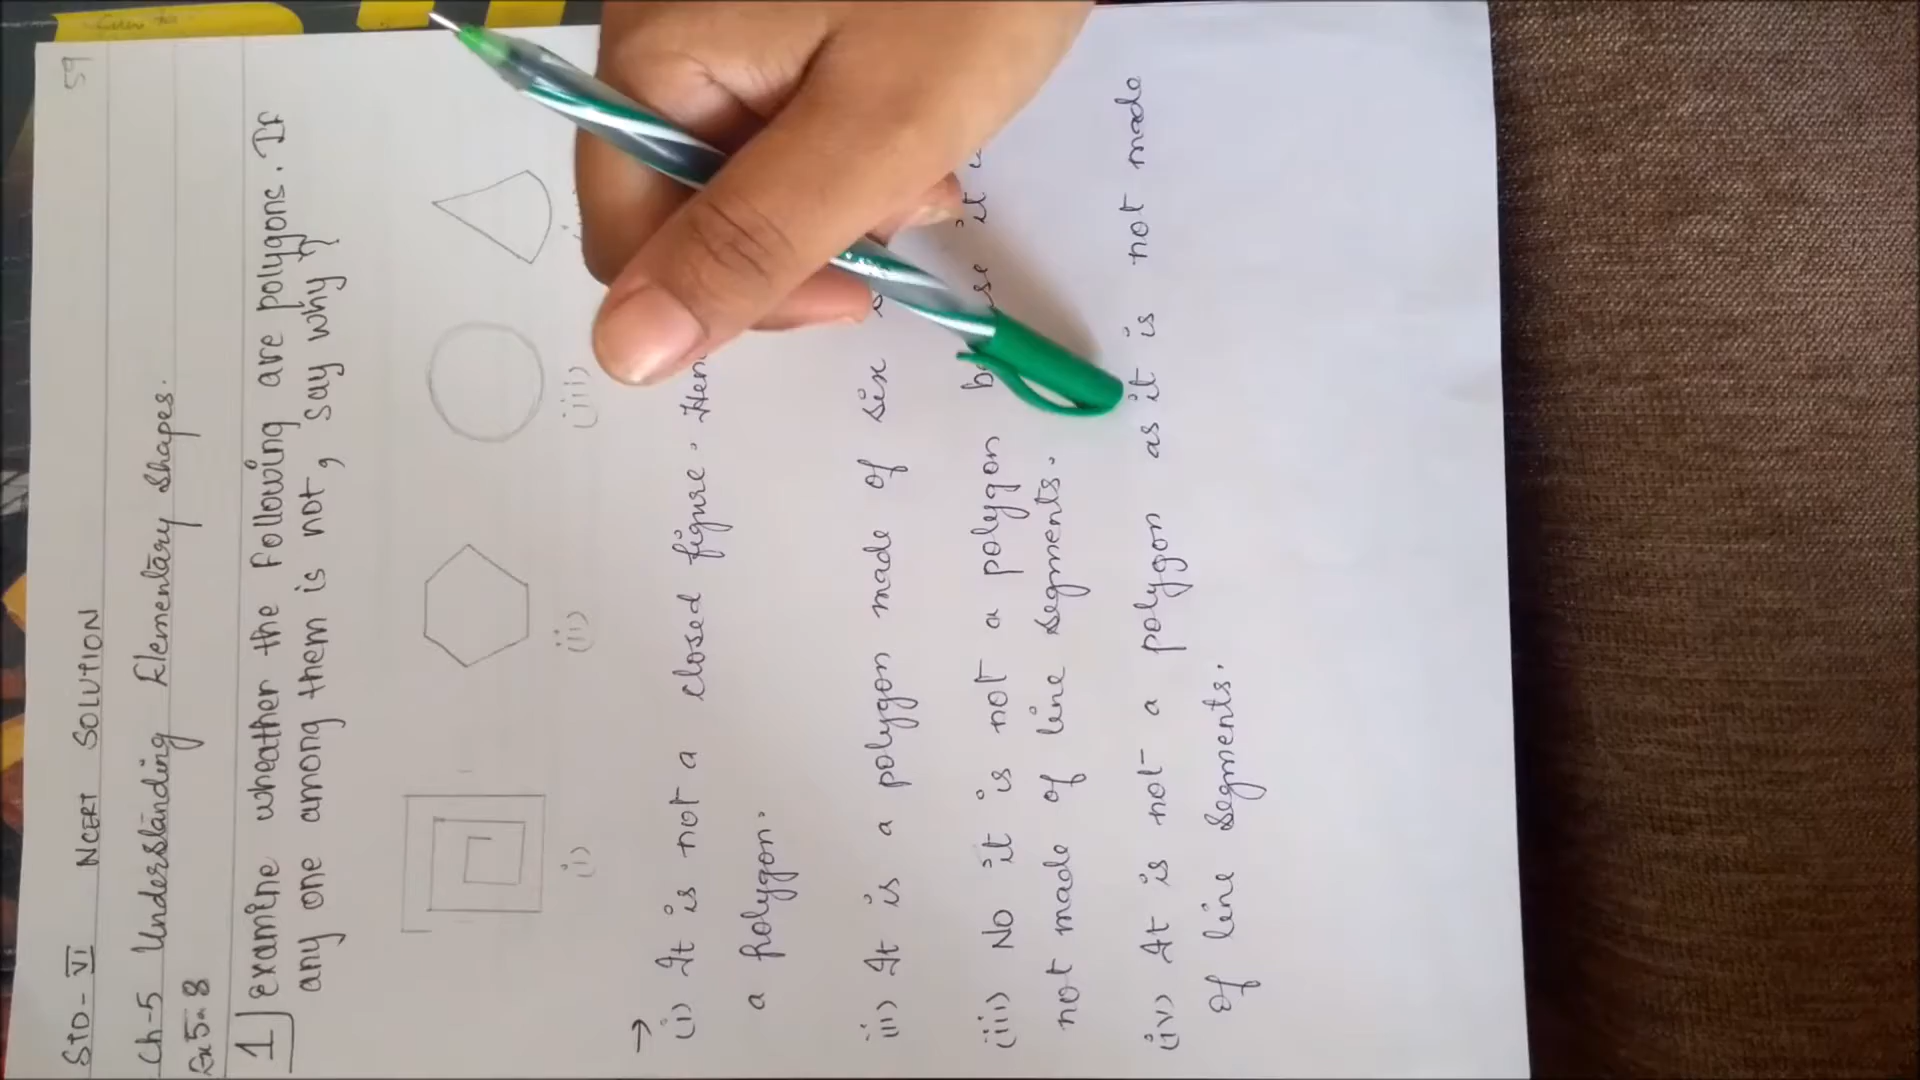 59
STD - VI NCERT SOLUTION
Ch-5 Understanding Elementary Shapes.
Ex 5.8
1 Examine wheather the following are polygons. If
any one among them is not, say why?
(i) (ii) (iii)
→
(i) It is not a closed figure.
a polygon.
ii) It is a polygon made of six
(iii) No it is not a polygon it
not made of line segments.
(iv) It is not a polygon as it is not made
of line segments.